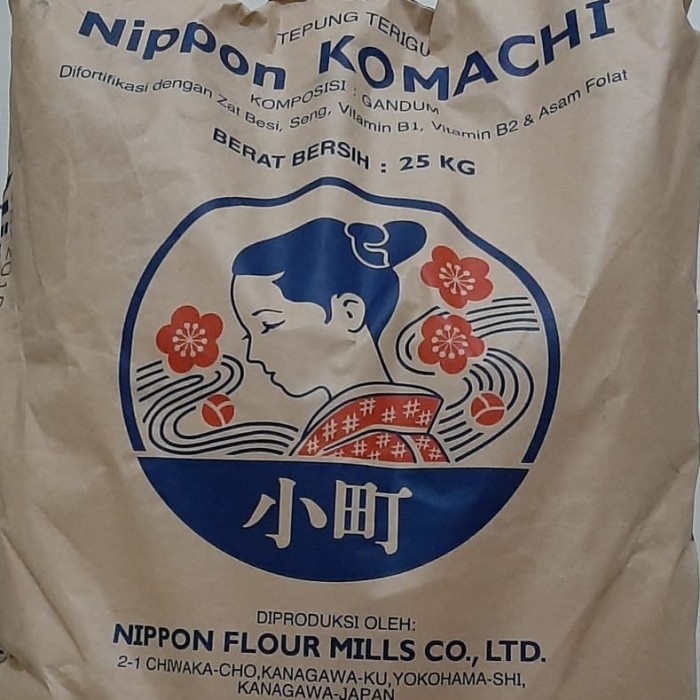 TEPUNG TERIGU
Nippon KOMACHI
KOMPOSISI : GANDUM
Difortifikasi dengan Zat Besi, Seng, Vitamin B1, Vitamin B2 & Asam Folat
BERAT BERSIH : 25 KG
小町
DIPRODUKSI OLEH:
NIPPON FLOUR MILLS CO., LTD.
2-1 CHIWAKA-CHO,KANAGAWA-KU,YOKOHAMA-SHI,
KANAGAWA-JAPAN